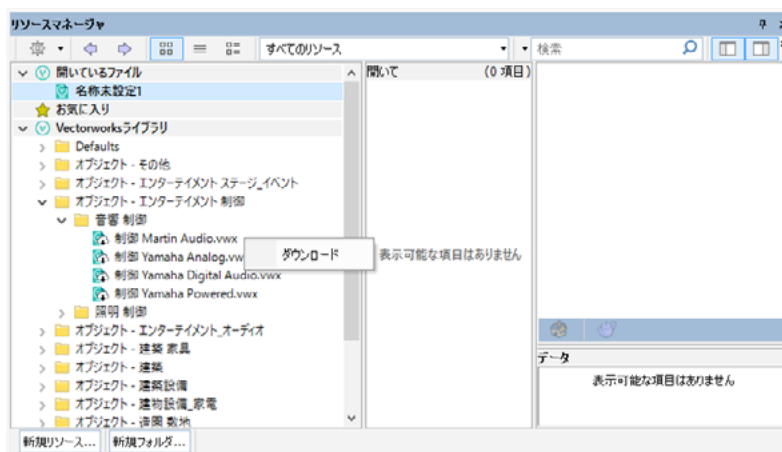 リソースマネージャ
すべてのリソース
検索
開いているファイル
名称未設定1
お気に入り
Vectorworksライブラリ
Defaults
オブジェクト - その他
オブジェクト - エンターテイメント ステージ_イベント
オブジェクト - エンターテイメント 制御
音響 制御
制御 Martin Audio.vwx
制御 Yamaha Analog.vw
制御 Yamaha Digital Audio.vwx
制御 Yamaha Powered.vwx
照明 制御
オブジェクト - エンターテイメント_オーディオ
オブジェクト - 建築 家具
オブジェクト - 建築
オブジェクト - 建築設備
オブジェクト - 建物設備_家電
オブジェクト - 造園 敷地
ダウンロード
開いて (0 項目)
表示可能な項目はありません
データ
表示可能な項目はありません
新規リソース... 新規フォルダ...